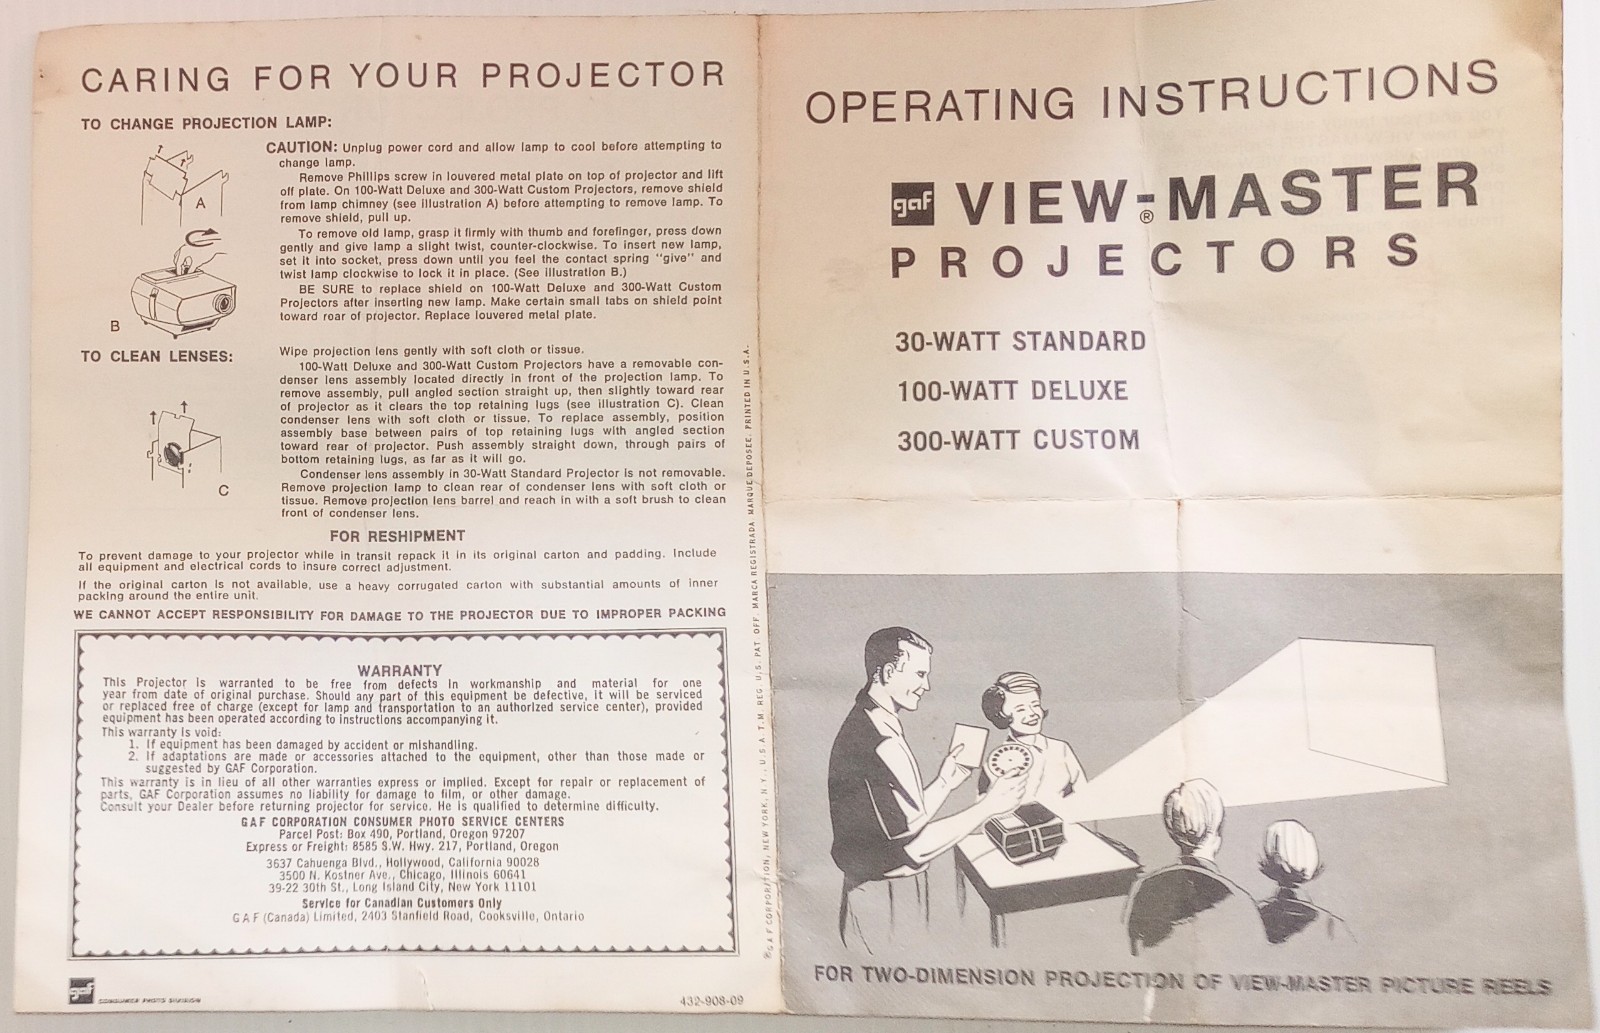 CARING FOR YOUR PROJECTOR
TO CHANGE PROJECTION LAMP:
A
B
CAUTION: Unplug power cord and allow lamp to cool before attempting to
change lamp.
Remove Phillips screw in louvered metal plate on top of projector and lift
off plate. On 100-Watt Deluxe and 300-Watt Custom Projectors, remove shield
from lamp chimney (see illustration A) before attempting to remove lamp. To
remove shield, pull up.
To remove old lamp, grasp it firmly with thumb and forefinger, press down
gently and give lamp a slight twist, counter-clockwise. To insert new lamp,
set it into socket, press down until you feel the contact spring "give" and
twist lamp clockwise to lock it in place. (See illustration B.)
BE SURE to replace shield on 100-Watt Deluxe and 300-Watt Custom
Projectors after inserting new lamp. Make certain small tabs on shield point
toward rear of projector. Replace louvered metal plate.
TO CLEAN LENSES:
C
Wipe projection lens gently with soft cloth or tissue.
100-Watt Deluxe and 300-Watt Custom Projectors have a removable con-
denser lens assembly located directly in front of the projection lamp. To
remove assembly, pull angled section straight up, then slightly toward rear
of projector as it clears the top retaining lugs (see illustration C). Clean
condenser lens with soft cloth or tissue. To replace assembly, position
assembly base between pairs of top retaining lugs with angled section
toward rear of projector. Push assembly straight down, through pairs of
bottom retaining lugs, as far as it will go.
Condenser lens assembly in 30-Watt Standard Projector is not removable.
Remove projection lamp to clean rear of condenser lens with soft cloth or
tissue. Remove projection lens barrel and reach in with a soft brush to clean
front of condenser lens.
FOR RESHIPMENT
To prevent damage to your projector while in transit repack it in its original carton and padding. Include
all equipment and electrical cords to insure correct adjustment.
If the original carton is not available, use a heavy corrugated carton with substantial amounts of inner
packing around the entire unit.
WE CANNOT ACCEPT RESPONSIBILITY FOR DAMAGE TO THE PROJECTOR DUE TO IMPROPER PACKING
WARRANTY
This Projector is warranted to be free from defects in workmanship and material for one
year from date of original purchase. Should any part of this equipment be defective, it will be serviced
or replaced free of charge (except for lamp and transportation to an authorized service center), provided
equipment has been operated according to instructions accompanying it.
This warranty is void:
1. If equipment has been damaged by accident or mishandling.
2. If adaptations are made or accessories attached to the equipment, other than those made or
suggested by GAF Corporation.
This warranty is in lieu of all other warranties express or implied. Except for repair or replacement of
parts, GAF Corporation assumes no liability for damage to film, or other damage.
Consult your Dealer before returning projector for service. He is qualified to determine difficulty.
GAF CORPORATION CONSUMER PHOTO SERVICE CENTERS
Parcel Post: Box 490, Portland, Oregon 97207
Express or Freight: 8585 S.W. Hwy. 217, Portland, Oregon
3637 Cahuenga Blvd., Hollywood, California 90028
3500 N. Kostner Ave., Chicago, Illinois 60641
39-22 30th St., Long Island City, New York 11101
Service for Canadian Customers Only
GAF (Canada) Limited, 2403 Stanfield Road, Cooksville, Ontario
gaf CONSUMER PHOTO DIVISION
432-908-09
©GAF CORPORATION, NEW YORK, N.Y., U.S.A. T.M. REG. U.S. PAT. OFF. MARCA REGISTRADA. MARQUE DEPOSEE. PRINTED IN U.S.A.
OPERATING INSTRUCTIONS
gaf VIEW-MASTER®
PROJECTORS
30-WATT STANDARD
100-WATT DELUXE
300-WATT CUSTOM
FOR TWO-DIMENSION PROJECTION OF VIEW-MASTER PICTURE REELS